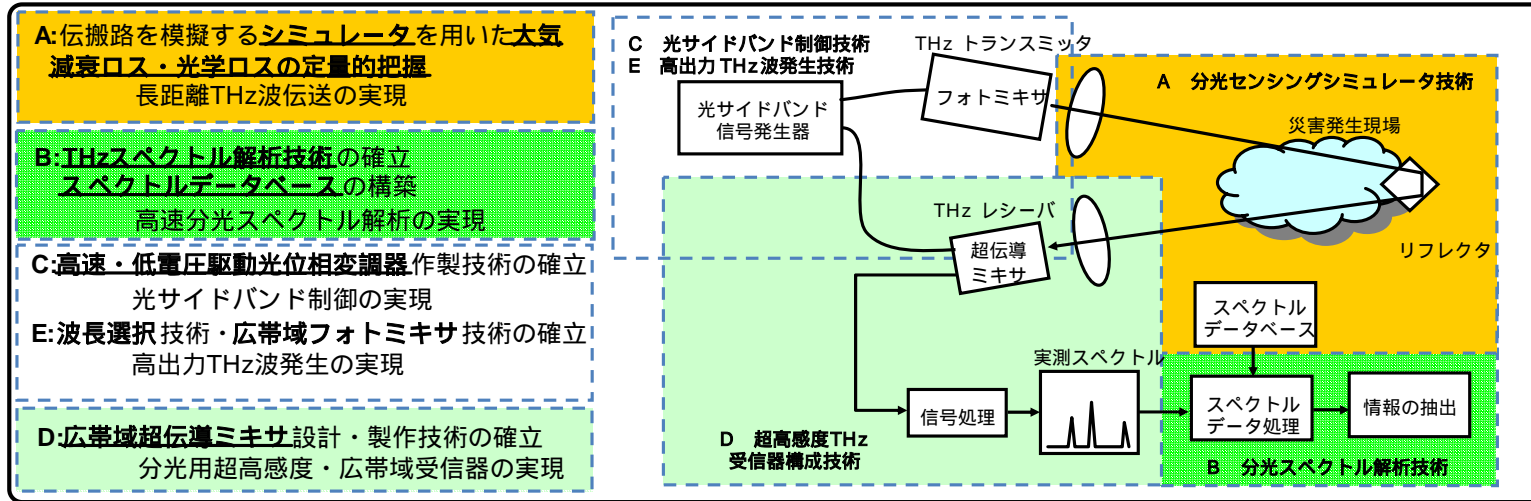 A:伝搬路を模擬するシミュレータを用いた大気
減衰ロス・光学ロスの定量的把握
長距離THz波伝送の実現
B:THzスペクトル解析技術の確立
スペクトルデータベースの構築
高速分光スペクトル解析の実現
C:高速・低電圧駆動光位相変調器作製技術の確立
光サイドバンド制御の実現
E:波長選択技術・広帯域フォトミキサ技術の確立
高出力THz波発生の実現
D:広帯域超伝導ミキサ設計・製作技術の確立
分光用超高感度・広帯域受信器の実現
C 光サイドバンド制御技術
E 高出力THz波発生技術
THz トランスミッタ
フォトミキサ
光サイドバンド
信号発生器
A 分光センシングシミュレータ技術
災害発生現場
リフレクタ
THz レシーバ
超伝導
ミキサ
スペクトル
データベース
実測スペクトル
信号処理
スペクトル
データ処理
情報の抽出
D 超高感度THz
受信器構成技術
B 分光スペクトル解析技術